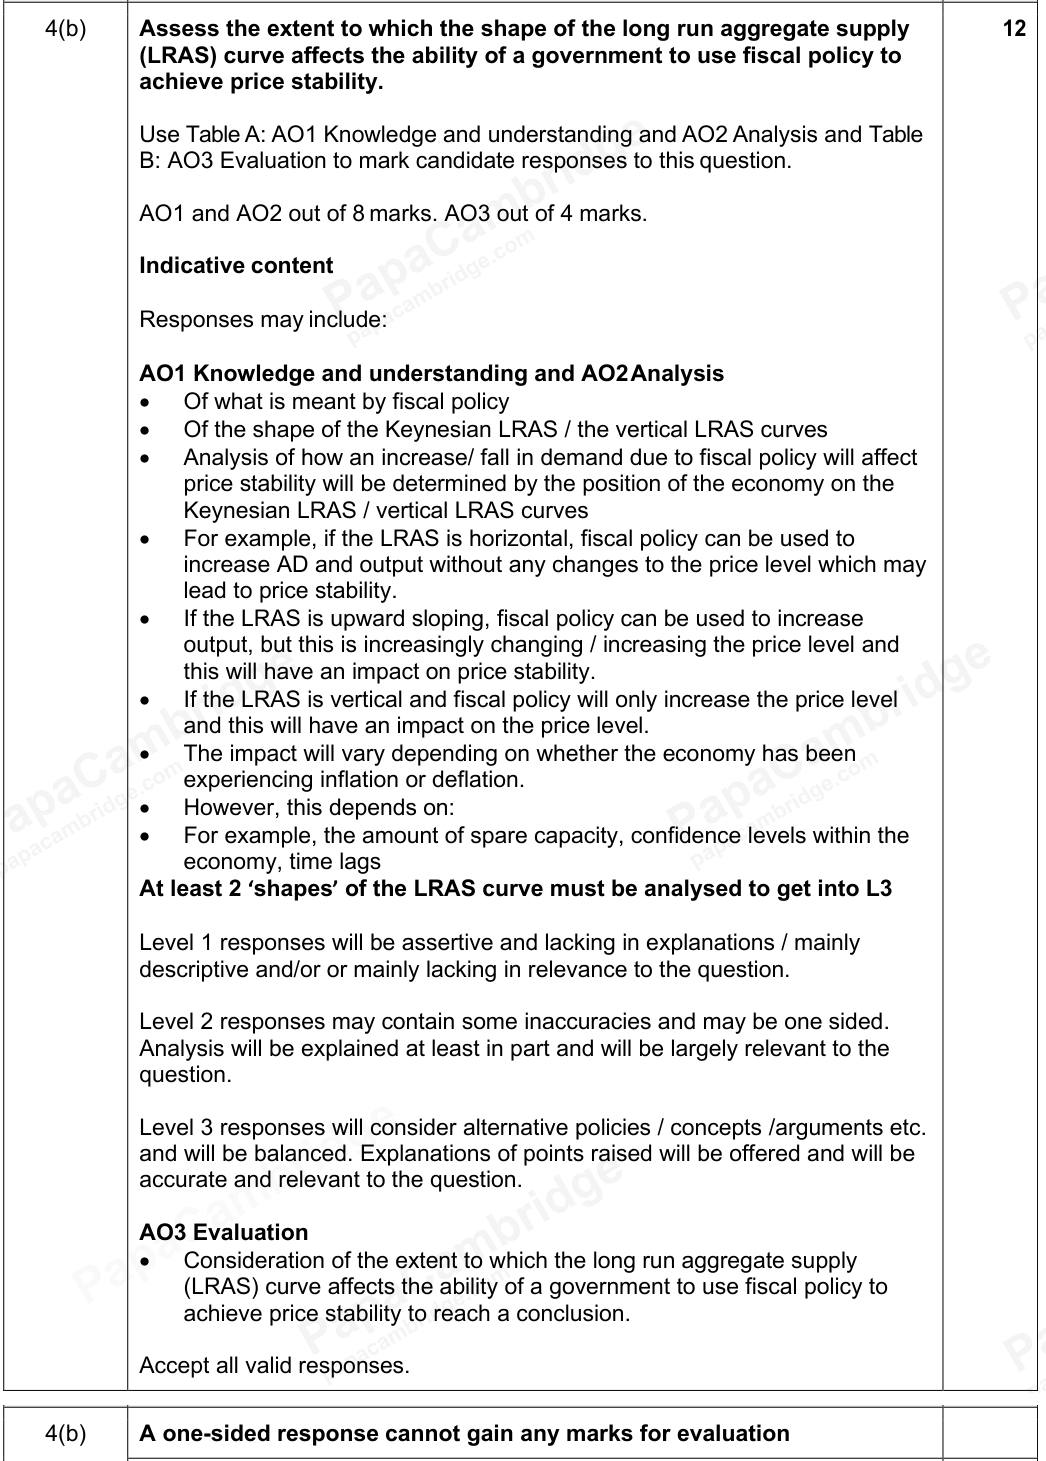 4(b)
Assess the extent to which the shape of the long run aggregate supply
12
(LRAS) curve affects the ability of a government to use fiscal policy to
achieve price stability.
Use Table A: AO1 Knowledge and understanding and AO2 Analysis and Table
B: AO3 Evaluation to mark candidate responses to this question.
AO1 and AO2 out of 8 marks. AO3 out of 4 marks.
Indicative content
Responses may include:
AO1 Knowledge and understanding and AO2 Analysis
• Of what is meant by fiscal policy
• Of the shape of the Keynesian LRAS / the vertical LRAS curves
• Analysis of how an increase/ fall in demand due to fiscal policy will affect
price stability will be determined by the position of the economy on the
Keynesian LRAS / vertical LRAS curves
• For example, if the LRAS is horizontal, fiscal policy can be used to
increase AD and output without any changes to the price level which may
lead to price stability.
• If the LRAS is upward sloping, fiscal policy can be used to increase
output, but this is increasingly changing / increasing the price level and
this will have an impact on price stability.
• If the LRAS is vertical and fiscal policy will only increase the price level
and this will have an impact on the price level.
• The impact will vary depending on whether the economy has been
experiencing inflation or deflation.
• However, this depends on:
• For example, the amount of spare capacity, confidence levels within the
economy, time lags
At least 2 ‘shapes’ of the LRAS curve must be analysed to get into L3
Level 1 responses will be assertive and lacking in explanations / mainly
descriptive and/or or mainly lacking in relevance to the question.
Level 2 responses may contain some inaccuracies and may be one sided.
Analysis will be explained at least in part and will be largely relevant to the
question.
Level 3 responses will consider alternative policies / concepts /arguments etc.
and will be balanced. Explanations of points raised will be offered and will be
accurate and relevant to the question.
AO3 Evaluation
• Consideration of the extent to which the long run aggregate supply
(LRAS) curve affects the ability of a government to use fiscal policy to
achieve price stability to reach a conclusion.
Accept all valid responses.
4(b)
A one-sided response cannot gain any marks for evaluation
PapaCambridge
papacambridge.com